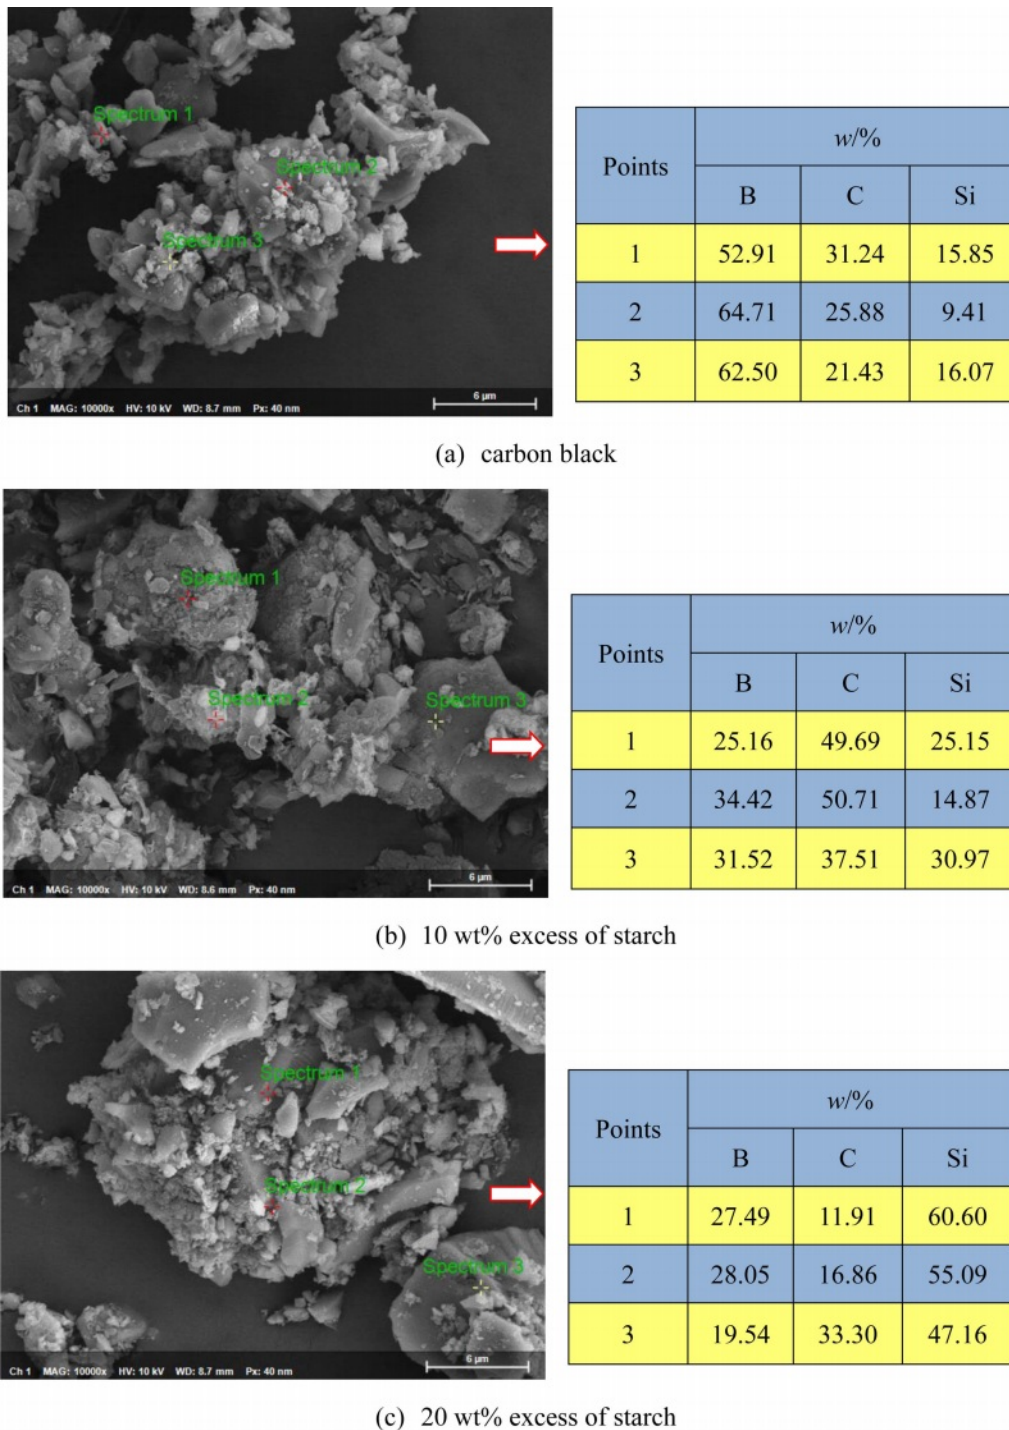 Spectrum 1
Spectrum 2
Spectrum 3
Ch 1 MAG: 10000x HV: 10 kV WD: 8.7 mm Px: 40 nm
6 µm
Points w/%
B C Si
1 52.91 31.24 15.85
2 64.71 25.88 9.41
3 62.50 21.43 16.07
(a) carbon black
Spectrum 1
Spectrum 2
Spectrum 3
Ch 1 MAG: 10000x HV: 10 kV WD: 8.6 mm Px: 40 nm
6 µm
Points w/%
B C Si
1 25.16 49.69 25.15
2 34.42 50.71 14.87
3 31.52 37.51 30.97
(b) 10 wt% excess of starch
Spectrum 1
Spectrum 2
Spectrum 3
Ch 1 MAG: 10000x HV: 10 kV WD: 8.7 mm Px: 40 nm
6 µm
Points w/%
B C Si
1 27.49 11.91 60.60
2 28.05 16.86 55.09
3 19.54 33.30 47.16
(c) 20 wt% excess of starch